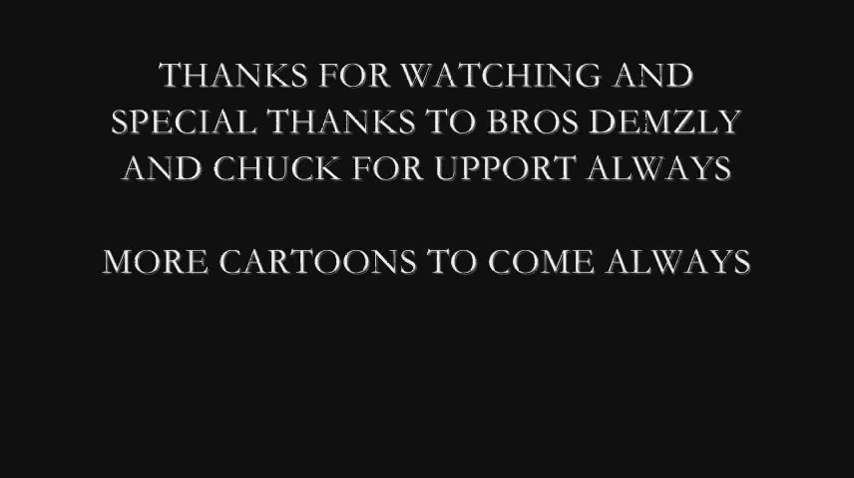 THANKS FOR WATCHING AND
SPECIAL THANKS TO BROS DEMZLY
AND CHUCK FOR UPPORT ALWAYS
MORE CARTOONS TO COME ALWAYS